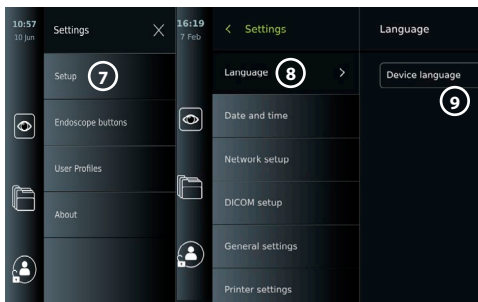 10:57
10 Jun
Settings
Setup
7
Endoscope buttons
User Profiles
About
16:19
7 Feb
Settings
Language
8
Date and time
Network setup
DICOM setup
General settings
Printer settings
Language
Device language
9